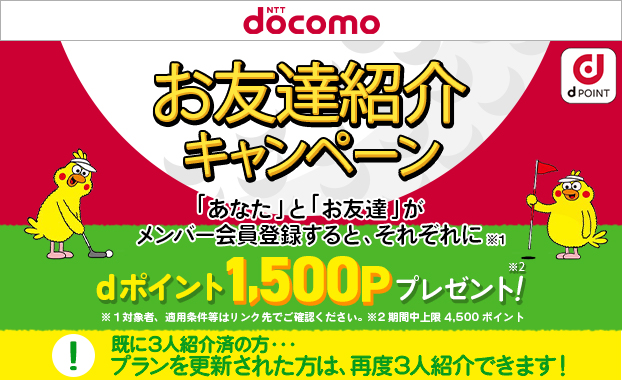 NTT
docomo
d POINT
お友達紹介
キャンペーン
「あなた」と「お友達」が
メンバー会員登録すると、それぞれに ※1
dポイント1,500Pプレゼント! ※2
※1対象者、適用条件等はリンク先でご確認ください。※2 期間中上限 4,500 ポイント
! 既に3人紹介済の方・・・
プランを更新された方は、再度3人紹介できます!